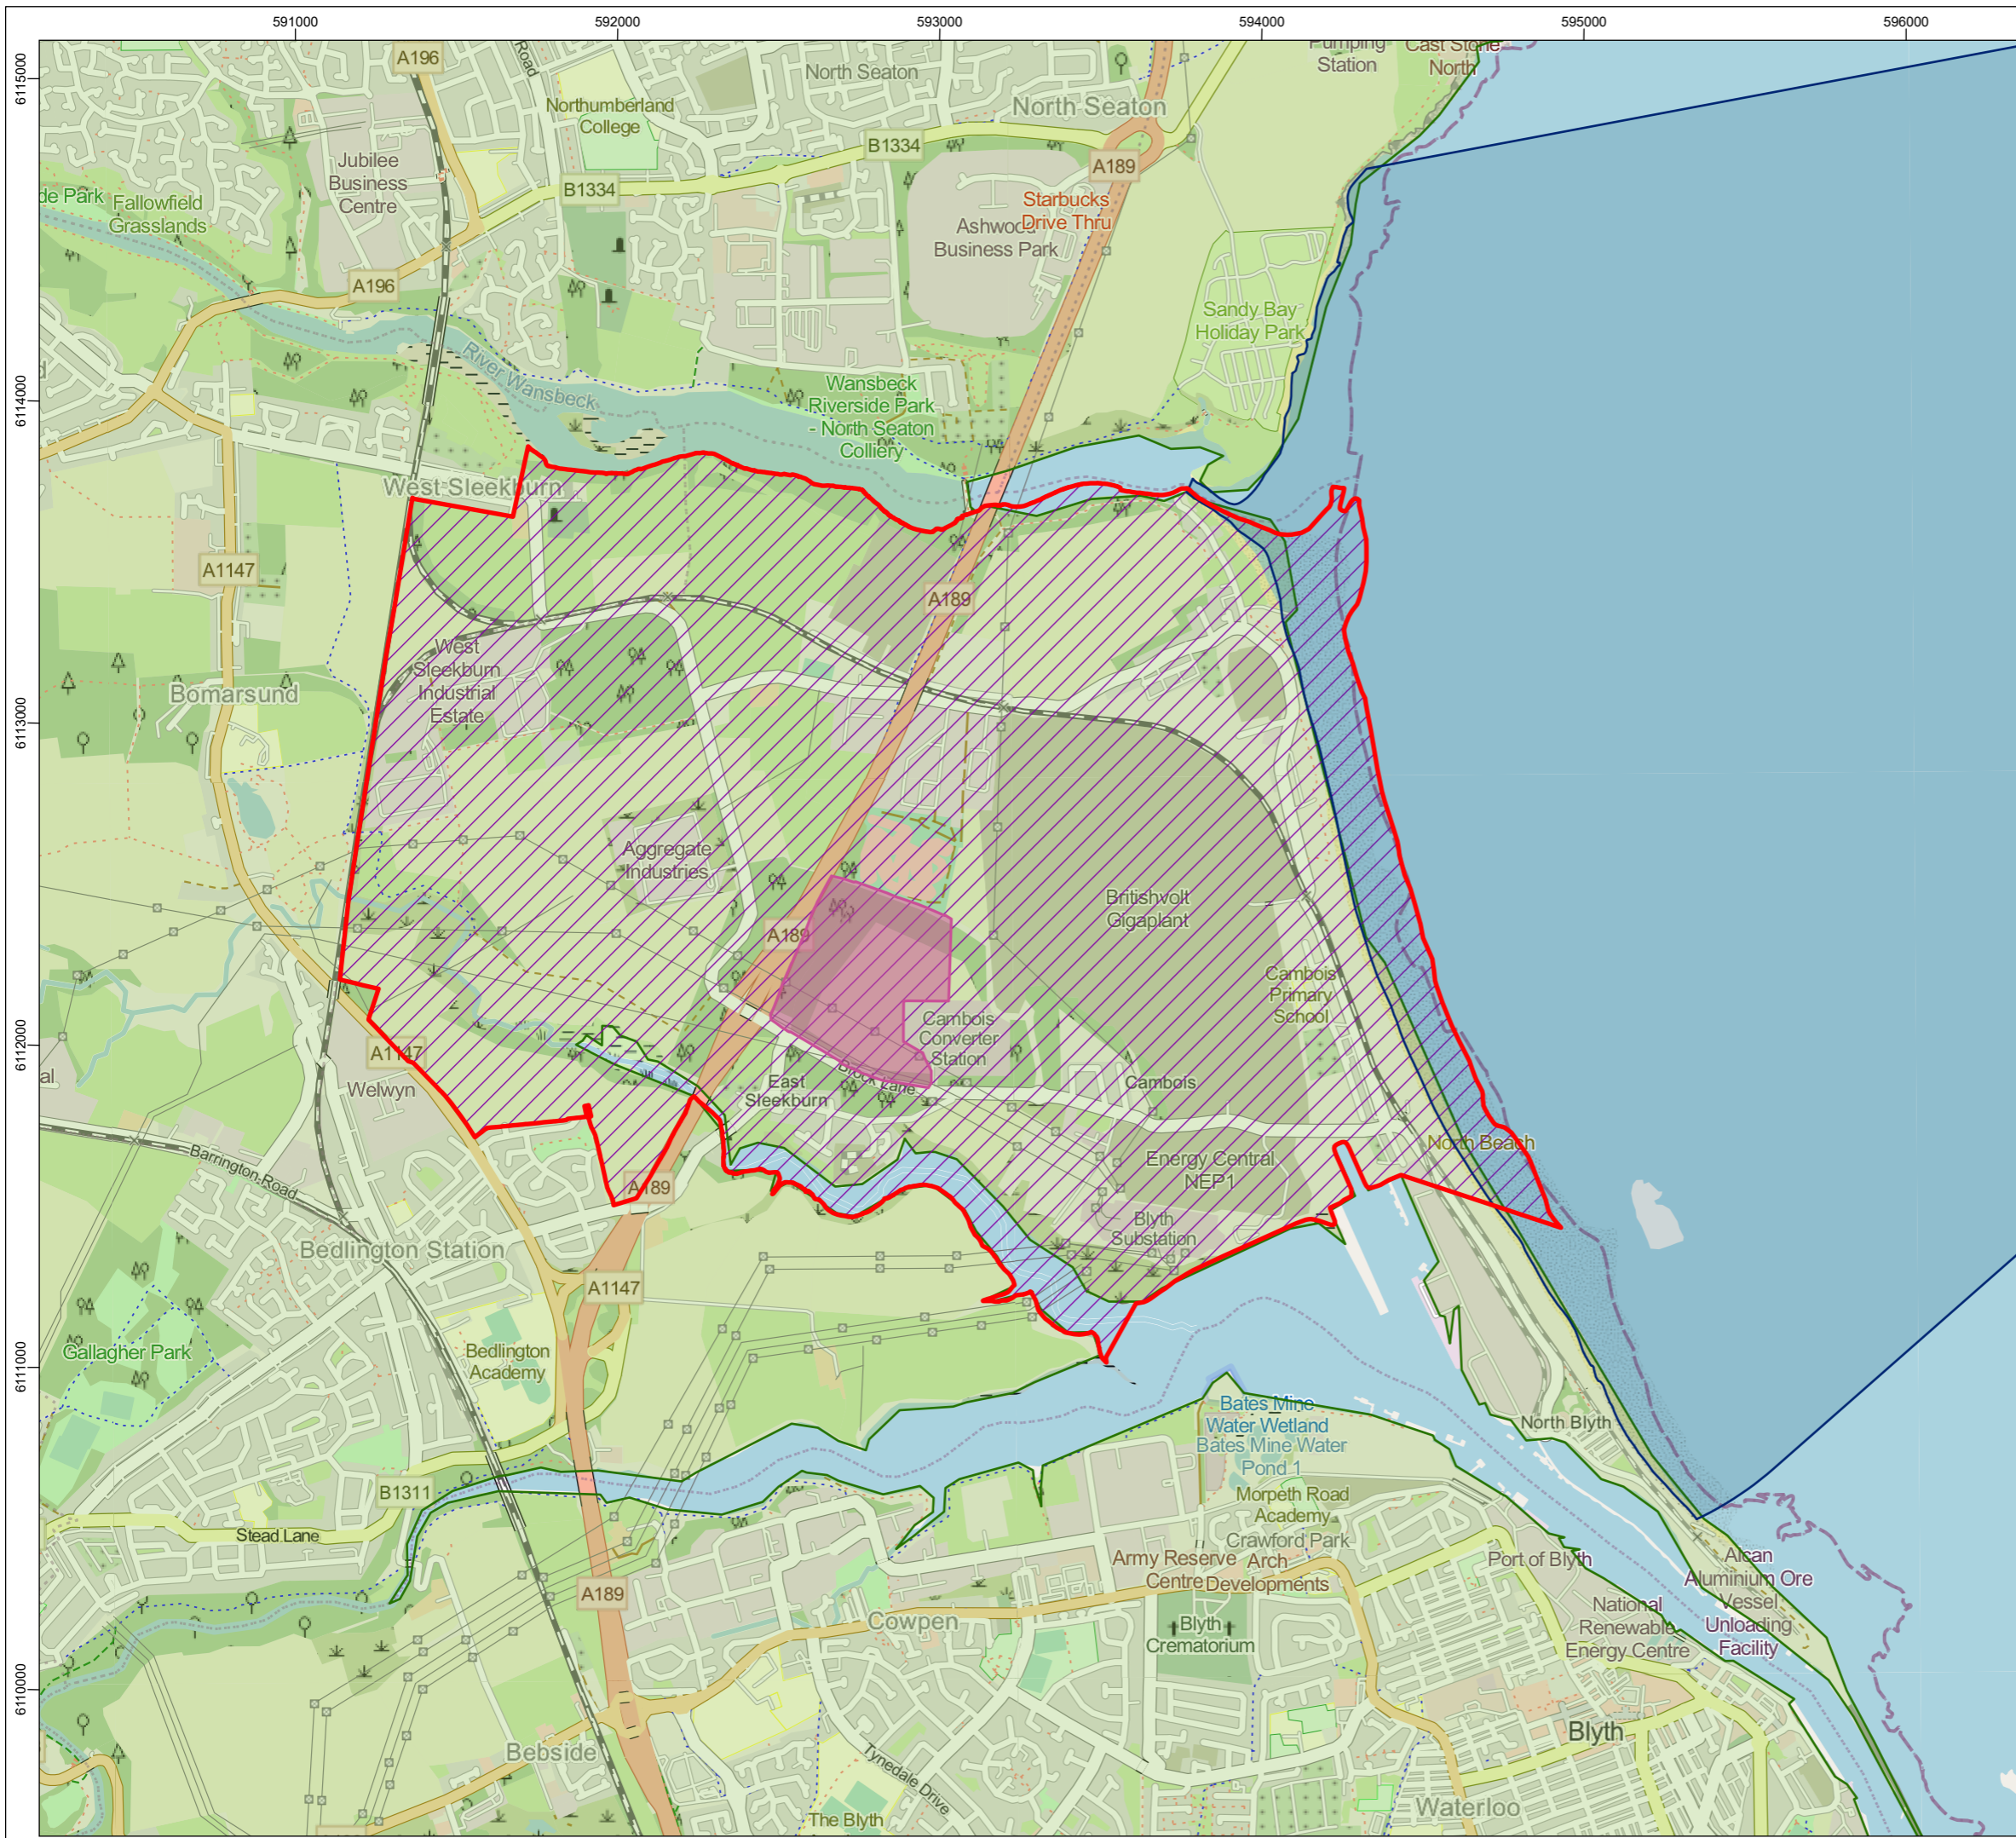 591000
592000
593000
594000
595000
596000
6115000
6114000
6113000
6112000
6111000
6110000
A196
Road
North Seaton
Pumping
Station
Cast Stone
North
Northumberland
College
North Seaton
B1334
A189
Jubilee
Business
Centre
B1334
Starbucks
Drive Thru
de Park
Fallowfield
Grasslands
Ashwood
Business Park
A196
Sandy Bay
Holiday Park
River Wansbeck
Wansbeck
Riverside Park
- North Seaton
Colliery
West Sleekburn
A1147
A189
West
Sleekburn
Industrial
Estate
Bomarsund
Aggregate
Industries
Britishvolt
Gigaplant
A189
Cambois
Primary
School
Cambois
Converter
Station
A1147
al
Welwyn
East
Sleekburn
Brock Lane
Cambois
North Beach
Barrington Road
A189
Energy Central
NEP1
Blyth
Substation
Bedlington Station
A1147
Gallagher Park
Bedlington
Academy
Bates Mine
Water Wetland
Bates Mine Water
Pond 1
North Blyth
B1311
Morpeth Road
Academy
Stead Lane
Crawford Park
Army Reserve
Centre
Arch
Developments
Port of Blyth
Alcan
Aluminium Ore
Vessel
Unloading
Facility
A189
Cowpen
Blyth
Crematorium
National
Renewable
Energy Centre
Bebside
Blyth
Tynedale Drive
The Blyth
Waterloo